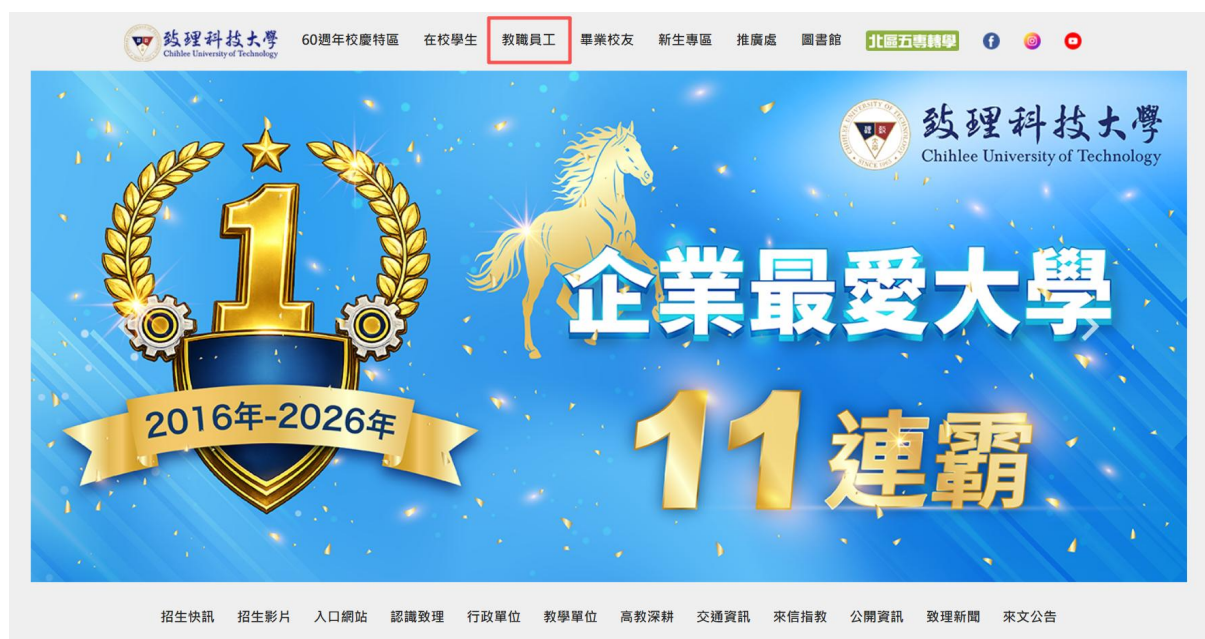 致理科技大學
Chihlee University of Technology
60週年校慶特區 在校學生 教職員工 畢業校友 新生專區 推廣處 圖書館 北區五專轉學
致理科技大學
Chihlee University of Technology
1
企業最愛大學
2016年-2026年
11連霸
招生快訊 招生影片 入口網站 認識致理 行政單位 教學單位 高教深耕 交通資訊 來信指教 公開資訊 致理新聞 來文公告